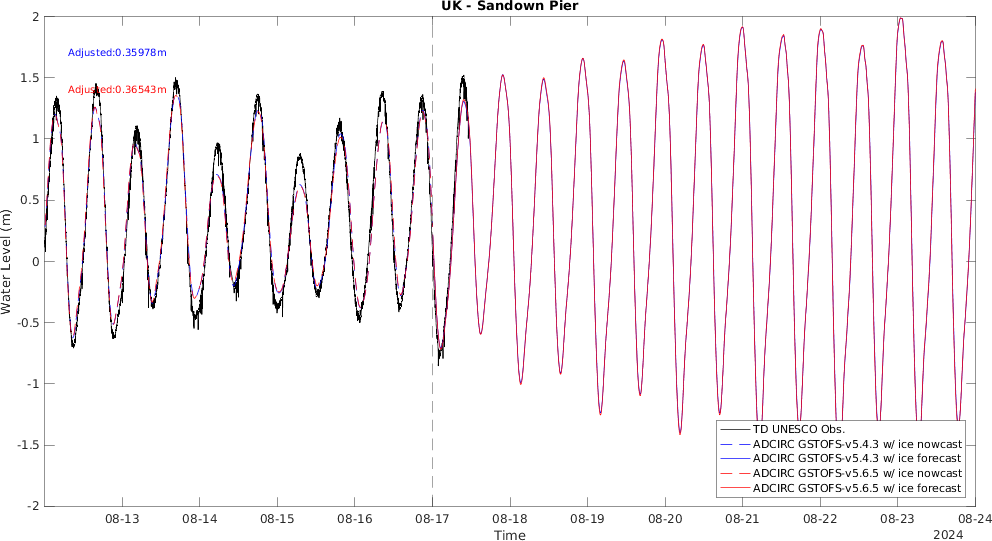 UK - Sandown Pier
Adjusted:0.35978m
Adjusted:0.36543m
Water Level (m)
2
1.5
1
0.5
0
-0.5
-1
-1.5
-2
TD UNESCO Obs.
ADCIRC GSTOFS-v5.4.3 w/ ice nowcast
ADCIRC GSTOFS-v5.4.3 w/ ice forecast
ADCIRC GSTOFS-v5.6.5 w/ ice nowcast
ADCIRC GSTOFS-v5.6.5 w/ ice forecast
08-13 08-14 08-15 08-16 08-17 08-18 08-19 08-20 08-21 08-22 08-23 08-24
Time
2024